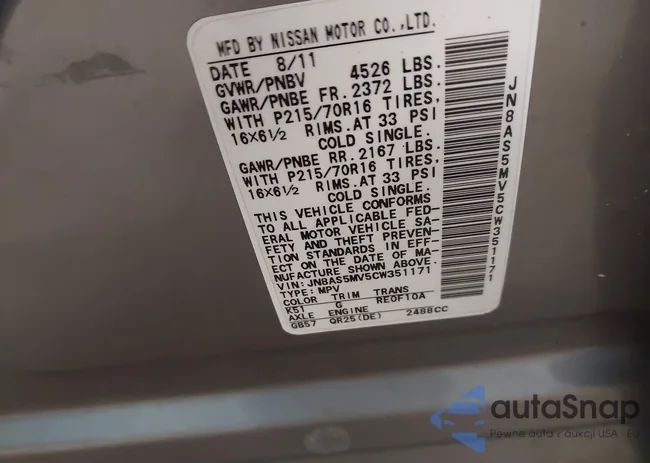 MFD BY NISSAN MOTOR CO.,LTD.
DATE 8/11
GVWR/PNBV 4526 LBS.
GAWR/PNBE FR. 2372 LBS.
WITH P215/70R16 TIRES,
16X6½ RIMS.AT 33 PSI
COLD SINGLE.
GAWR/PNBE RR. 2167 LBS.
WITH P215/70R16 TIRES,
16X6½ RIMS.AT 33 PSI
COLD SINGLE.
THIS VEHICLE CONFORMS
TO ALL APPLICABLE FED-
ERAL MOTOR VEHICLE SA-
FETY AND THEFT PREVEN-
TION STANDARDS IN EFF-
ECT ON THE DATE OF MA-
NUFACTURE SHOWN ABOVE.
VIN: JN8AS5MV5CW351171
TYPE: MPV
COLOR TRIM TRANS
K51 G RE0F10A
AXLE ENGINE
GB57 QR25(DE) 2488CC
JN8AS5MV5CW351171
autaSnap
Pewne auta z aukcji USA - Eu